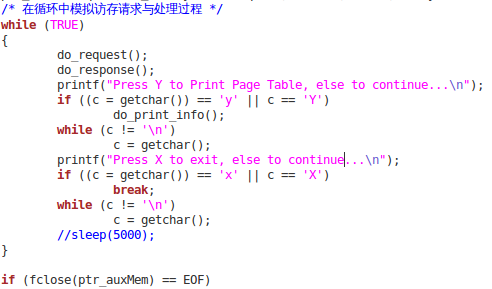 /* 在循环中模拟访存请求与处理过程 */
while (TRUE)
{
do_request();
do_response();
printf("Press Y to Print Page Table, else to continue...\n");
if ((c = getchar()) == 'y' || c == 'Y')
do_print_info();
while (c != '\n')
c = getchar();
printf("Press X to exit, else to continue...\n");
if ((c = getchar()) == 'x' || c == 'X')
break;
while (c != '\n')
c = getchar();
//sleep(5000);
}
if (fclose(ptr_auxMem) == EOF)